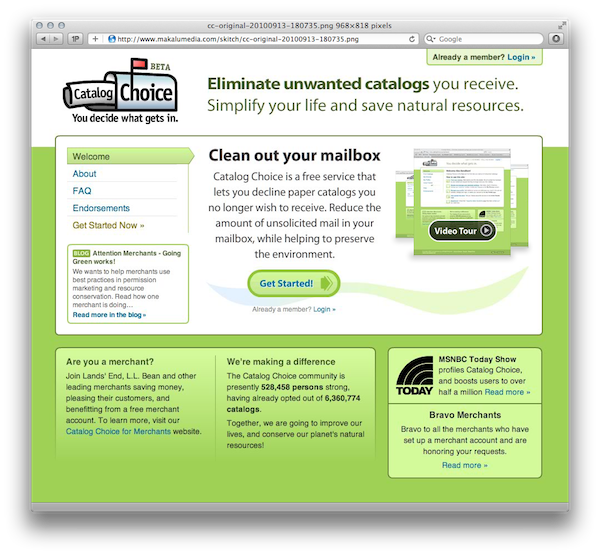 cc-original-20100913-180735.png 968×818 pixels
1P
http://www.makalumedia.com/skitch/cc-original-20100913-180735.png
Google
Already a member? Login »
BETA
Catalog Choice
You decide what gets in.
Eliminate unwanted catalogs you receive.
Simplify your life and save natural resources.
Welcome
About
FAQ
Endorsements
Get Started Now »
BLOG Attention Merchants - Going
Green works!
We want to help merchants use
best practices in permission
marketing and resource
conservation. Read how one
merchant is doing…
Read more in the blog »
Clean out your mailbox
Catalog Choice is a free service that
lets you decline paper catalogs you
no longer wish to receive. Reduce the
amount of unsolicited mail in your
mailbox, while helping to preserve
the environment.
Get Started!
Already a member? Login »
Video Tour
Are you a merchant?
Join Lands' End, L.L. Bean and other
leading merchants saving money,
pleasing their customers, and
benefitting from a free merchant
account. To learn more, visit our
Catalog Choice for Merchants website.
We're making a difference
The Catalog Choice community is
presently 528,458 persons strong,
having already opted out of 6,360,774
catalogs.
Together, we are going to improve our
lives, and conserve our planet's natural
resources!
TODAY
MSNBC Today Show
profiles Catalog Choice,
and boosts users to over
half a million Read more »
Bravo Merchants
Bravo to all the merchants who have
set up a merchant account and are
honoring your requests.
Read more »